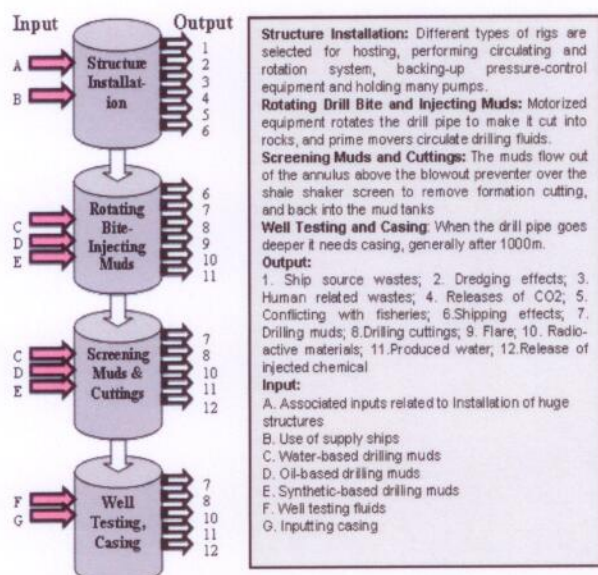 Input
Output
A
B
Structure
Installat-
ion
1
2
3
4
5
6
C
D
E
Rotating
Bite-
Injecting
Muds
6
7
8
9
10
11
C
D
E
Screening
Muds &
Cuttings
7
8
10
11
12
F
G
Well
Testing,
Casing
7
8
10
11
12
Structure Installation: Different types of rigs are
selected for hosting, performing circulating and
rotation system, backing-up pressure-control
equipment and holding many pumps.
Rotating Drill Bite and Injecting Muds: Motorized
equipment rotates the drill pipe to make it cut into
rocks, and prime movers circulate drilling fluids.
Screening Muds and Cuttings: The muds flow out
of the annulus above the blowout preventer over the
shale shaker screen to remove formation cutting,
and back into the mud tanks
Well Testing and Casing: When the drill pipe goes
deeper it needs casing, generally after 1000m.
Output:
1. Ship source wastes; 2. Dredging effects; 3.
Human related wastes; 4. Releases of CO2; 5.
Conflicting with fisheries; 6.Shipping effects; 7.
Drilling muds; 8.Drilling cuttings; 9. Flare; 10. Radio-
active materials; 11.Produced water; 12.Release of
injected chemical
Input:
A. Associated inputs related to Installation of huge
structures
B. Use of supply ships
C. Water-based drilling muds
D. Oil-based drilling muds
E. Synthetic-based drilling muds
F. Well testing fluids
G. Inputting casing